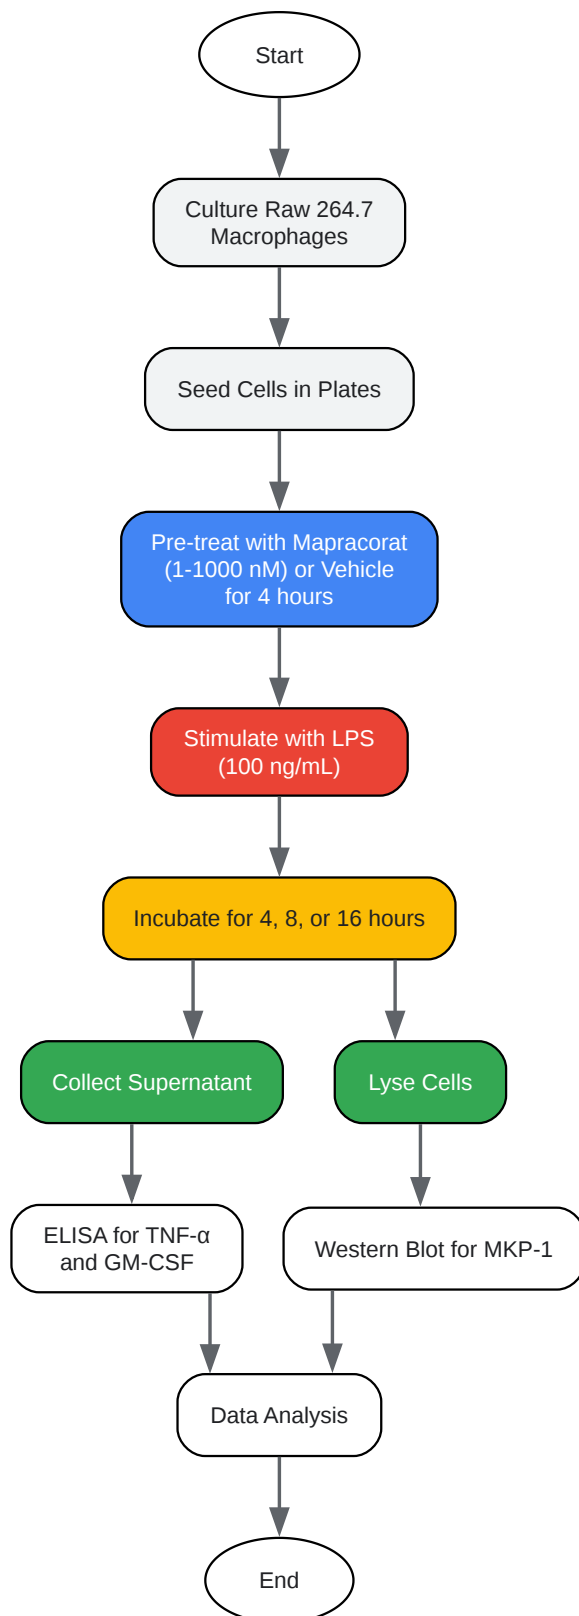 Start
Culture Raw 264.7
Macrophages
Seed Cells in Plates
Pre-treat with Mapracorat
(1-1000 nM) or Vehicle
for 4 hours
Stimulate with LPS
(100 ng/mL)
Incubate for 4, 8, or 16 hours
Collect Supernatant
Lyse Cells
ELISA for TNF-α
and GM-CSF
Western Blot for MKP-1
Data Analysis
End